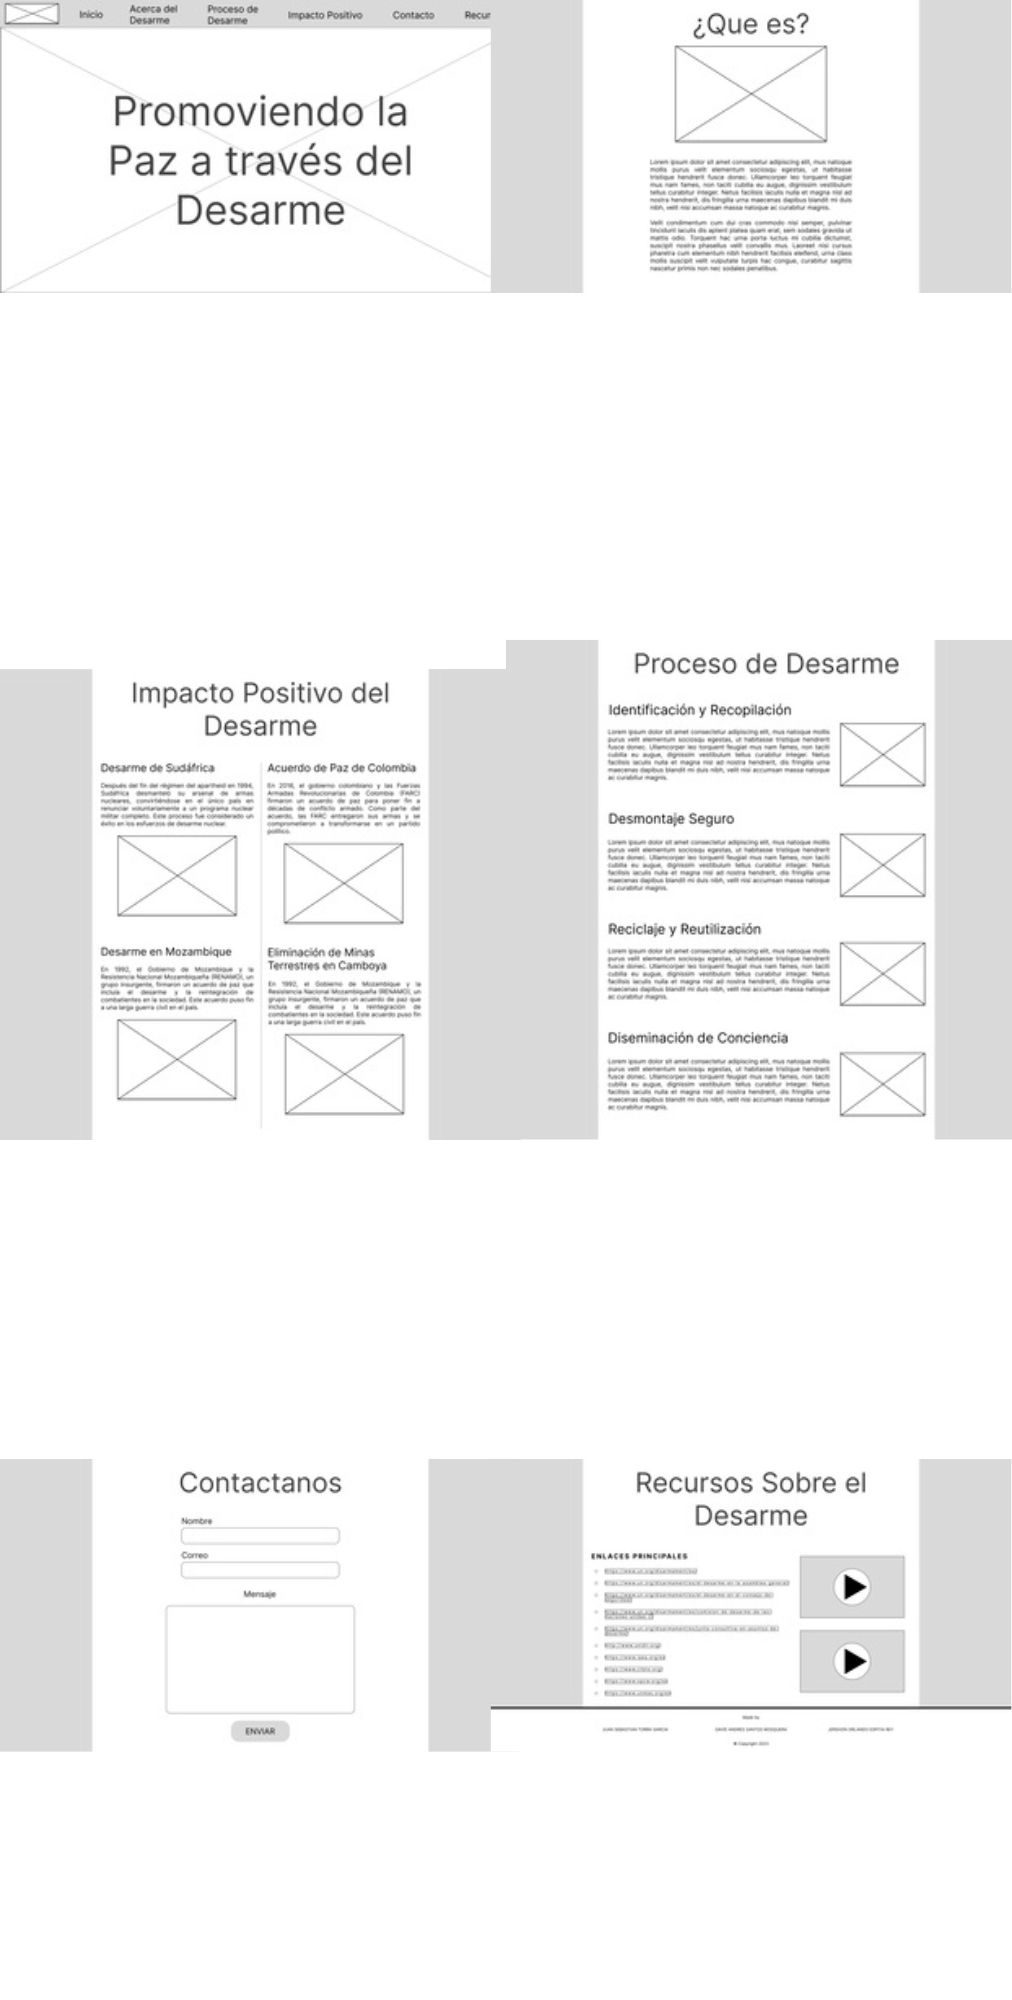 Inicio
Acerca del
Desarme
Proceso de
Desarme
Impacto Positivo
Contacto
Recur
Promoviendo la
Paz a través del
Desarme
¿Que es?
Lorem ipsum dolor sit amet consectetur adipiscing elit, mus natoque mollis
purus velit elementum sociosqu egestas, ut habitasse
tristique hendrerit fusce donec. Ullamcorper leo torquent feugiat
mus nam fames, non taciti cubilia eu augue, dignissim vestibulum
tellus curabitur integer. Netus facilisis iaculis nulla et magna nisl ad
nostra hendrerit, dis fringilla urna maecenas dapibus blandit mi duis
nibh, velit nisi accumsan massa natoque ac curabitur magnis.
Velit condimentum cum dui cras commodo nisi semper, pulvinar
tincidunt iaculis dis aptent platea quam erat, sem sodales gravida ut
mattis odio. Torquent hac urna porta luctus mi cubilia dictumst,
suscipit nostra phasellus velit convallis mus. Laoreet nisi cursus
pharetra cum elementum nibh hendrerit facilisis eleifend, urna class
mollis suscipit velit vulputate turpis hac congue, curabitur sagittis
nascetur primis non nec sodales penatibus.
Impacto Positivo del
Desarme
Desarme de Sudáfrica
Después del fin del régimen del apartheid en 1994,
Sudáfrica desmanteló su arsenal de armas
nucleares, convirtiéndose en el único país en
renunciar voluntariamente a un programa nuclear
militar completo. Este proceso fue considerado un
éxito en los esfuerzos de desarme nuclear.
Acuerdo de Paz de Colombia
En 2016, el gobierno colombiano y las Fuerzas
Armadas Revolucionarias de Colombia (FARC)
firmaron un acuerdo de paz para poner fin a
décadas de conflicto armado. Como parte del
acuerdo, las FARC entregaron sus armas y se
comprometieron a transformarse en un partido
político.
Desarme en Mozambique
En 1992, el Gobierno de Mozambique y la
Resistencia Nacional Mozambiqueña (RENAMO), un
grupo insurgente, firmaron un acuerdo de paz que
incluía el desarme y la reintegración de
combatientes en la sociedad. Este acuerdo puso fin
a una larga guerra civil en el país.
Eliminación de Minas
Terrestres en Camboya
En 1992, el Gobierno de Mozambique y la
Resistencia Nacional Mozambiqueña (RENAMO), un
grupo insurgente, firmaron un acuerdo de paz que
incluía el desarme y la reintegración de
combatientes en la sociedad. Este acuerdo puso fin
a una larga guerra civil en el país.
Proceso de Desarme
Identificación y Recopilación
Lorem ipsum dolor sit amet consectetur adipiscing elit, mus natoque mollis
purus velit elementum sociosqu egestas, ut habitasse tristique hendrerit
fusce donec. Ullamcorper leo torquent feugiat mus nam fames, non taciti
cubilia eu augue, dignissim vestibulum tellus curabitur integer. Netus
facilisis iaculis nulla et magna nisl ad nostra hendrerit, dis fringilla urna
maecenas dapibus blandit mi duis nibh, velit nisi accumsan massa natoque
ac curabitur magnis.
Desmontaje Seguro
Lorem ipsum dolor sit amet consectetur adipiscing elit, mus natoque mollis
purus velit elementum sociosqu egestas, ut habitasse tristique hendrerit
fusce donec. Ullamcorper leo torquent feugiat mus nam fames, non taciti
cubilia eu augue, dignissim vestibulum tellus curabitur integer. Netus
facilisis iaculis nulla et magna nisl ad nostra hendrerit, dis fringilla urna
maecenas dapibus blandit mi duis nibh, velit nisi accumsan massa natoque
ac curabitur magnis.
Reciclaje y Reutilización
Lorem ipsum dolor sit amet consectetur adipiscing elit, mus natoque mollis
purus velit elementum sociosqu egestas, ut habitasse tristique hendrerit
fusce donec. Ullamcorper leo torquent feugiat mus nam fames, non taciti
cubilia eu augue, dignissim vestibulum tellus curabitur integer. Netus
facilisis iaculis nulla et magna nisl ad nostra hendrerit, dis fringilla urna
maecenas dapibus blandit mi duis nibh, velit nisi accumsan massa natoque
ac curabitur magnis.
Diseminación de Conciencia
Lorem ipsum dolor sit amet consectetur adipiscing elit, mus natoque mollis
purus velit elementum sociosqu egestas, ut habitasse tristique hendrerit
fusce donec. Ullamcorper leo torquent feugiat mus nam fames, non taciti
cubilia eu augue, dignissim vestibulum tellus curabitur integer. Netus
facilisis iaculis nulla et magna nisl ad nostra hendrerit, dis fringilla urna
maecenas dapibus blandit mi duis nibh, velit nisi accumsan massa natoque
ac curabitur magnis.
Contactanos
Nombre
Correo
Mensaje
ENVIAR
Recursos Sobre el
Desarme
ENLACES PRINCIPALES
Made by
JUAN SEBASTIAN TORRA GARCIA
DAVID ANDRES SANTOS MOSQUERA
© Copyright 2023